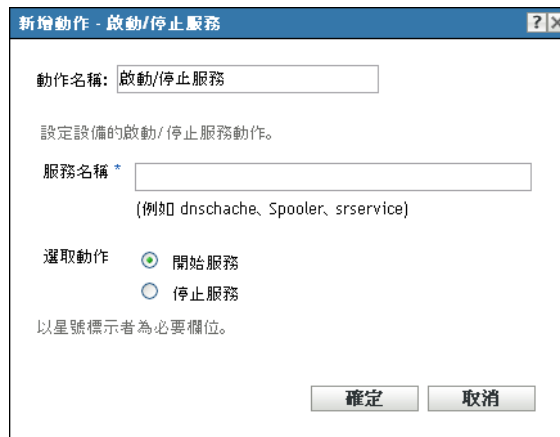 新增動作 - 啟動/停止服務
動作名稱: 啟動/停止服務
設定設備的啟動/停止服務動作。
服務名稱 *
(例如 dnschache、Spooler、srservice)
選取動作 開始服務
停止服務
以星號標示者為必要欄位。
確定 取消